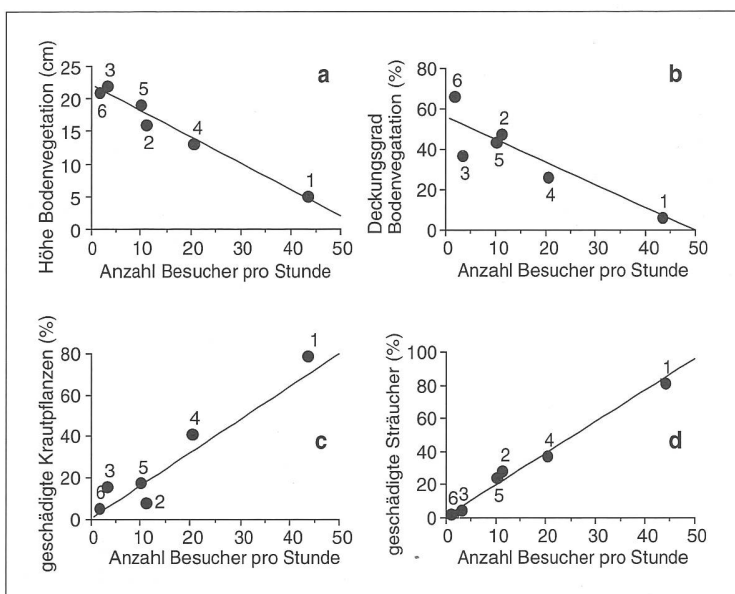 a
Höhe Bodenvegetation (cm)
25
20
15
10
5
0
3
6
5
2
4
1
0 10 20 30 40 50
Anzahl Besucher pro Stunde
b
Deckungsgrad
Bodenvegatation (%)
80
60
40
20
0
6
3
2
5
4
1
0 10 20 30 40 50
Anzahl Besucher pro Stunde
c
geschädigte Krautpflanzen (%)
80
60
40
20
0
1
4
3
5
6
2
0 10 20 30 40 50
Anzahl Besucher pro Stunde
d
geschädigte Sträucher (%)
100
80
60
40
20
0
1
4
2
5
6
3
0 10 20 30 40 50
Anzahl Besucher pro Stunde